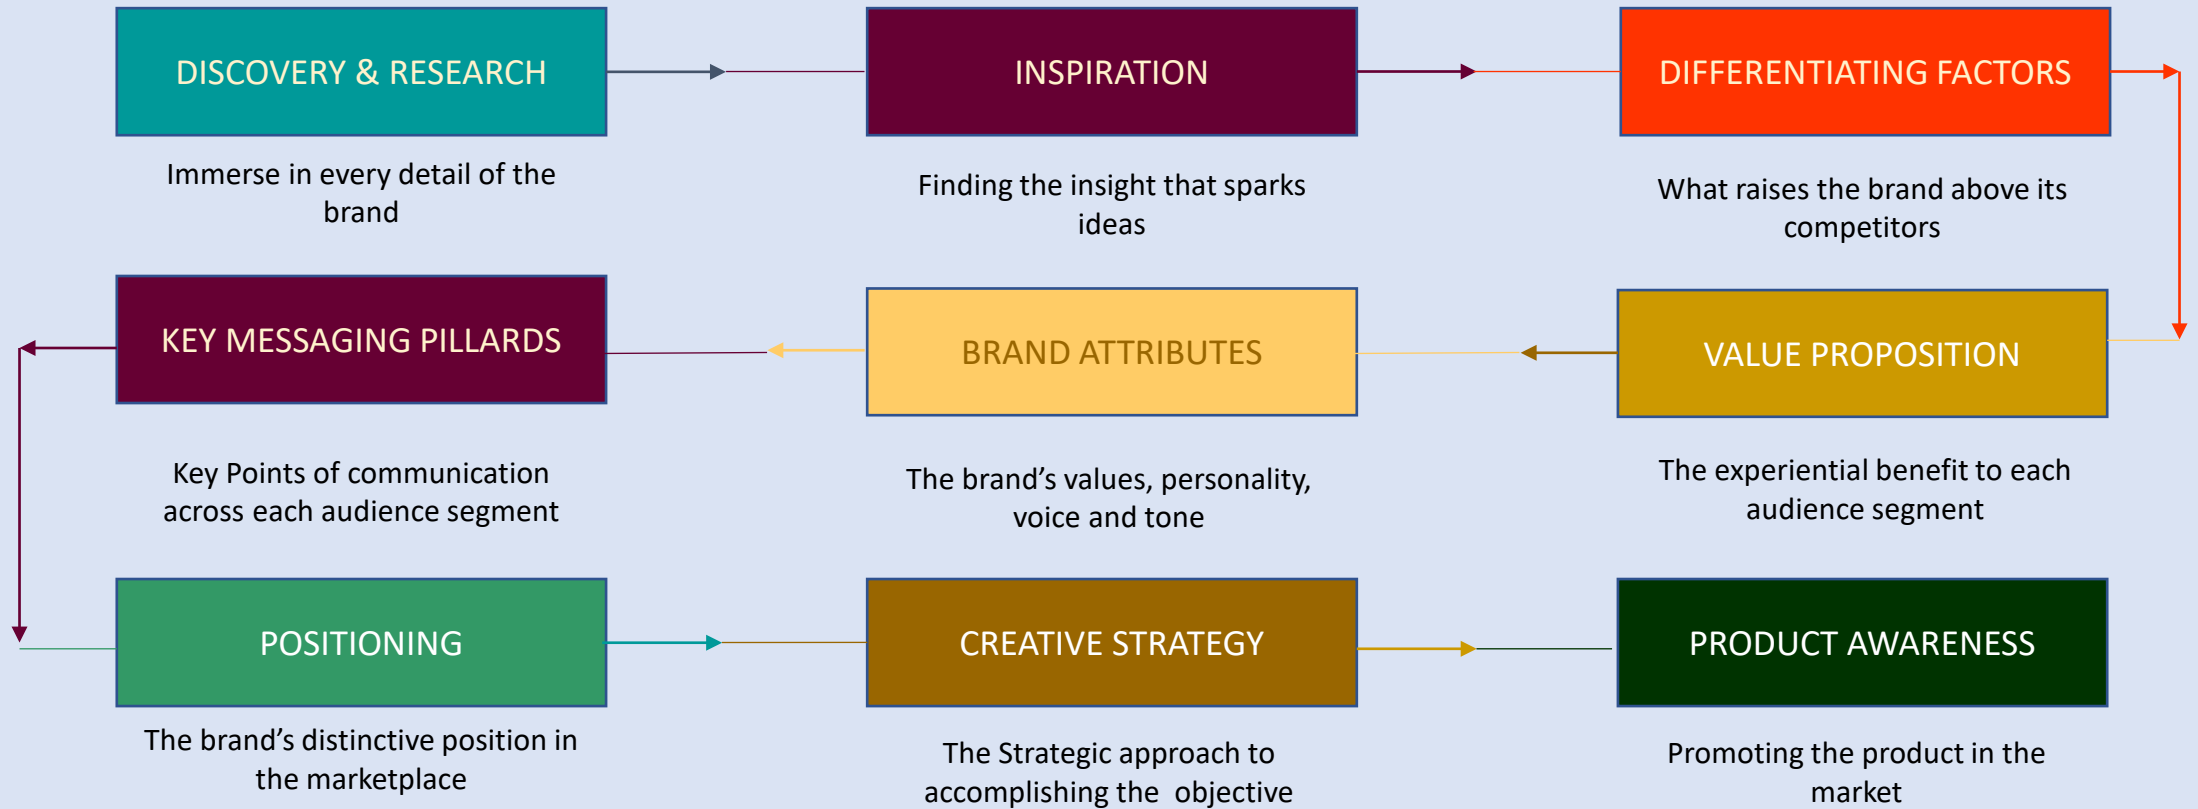 DISCOVERY & RESEARCH
Immerse in every detail of the
brand
INSPIRATION
Finding the insight that sparks
ideas
DIFFERENTIATING FACTORS
What raises the brand above its
competitors
VALUE PROPOSITION
The experiential benefit to each
audience segment
BRAND ATTRIBUTES
The brand’s values, personality,
voice and tone
KEY MESSAGING PILLARDS
Key Points of communication
across each audience segment
POSITIONING
The brand’s distinctive position in
the marketplace
CREATIVE STRATEGY
The Strategic approach to
accomplishing the  objective
PRODUCT AWARENESS
Promoting the product in the
market